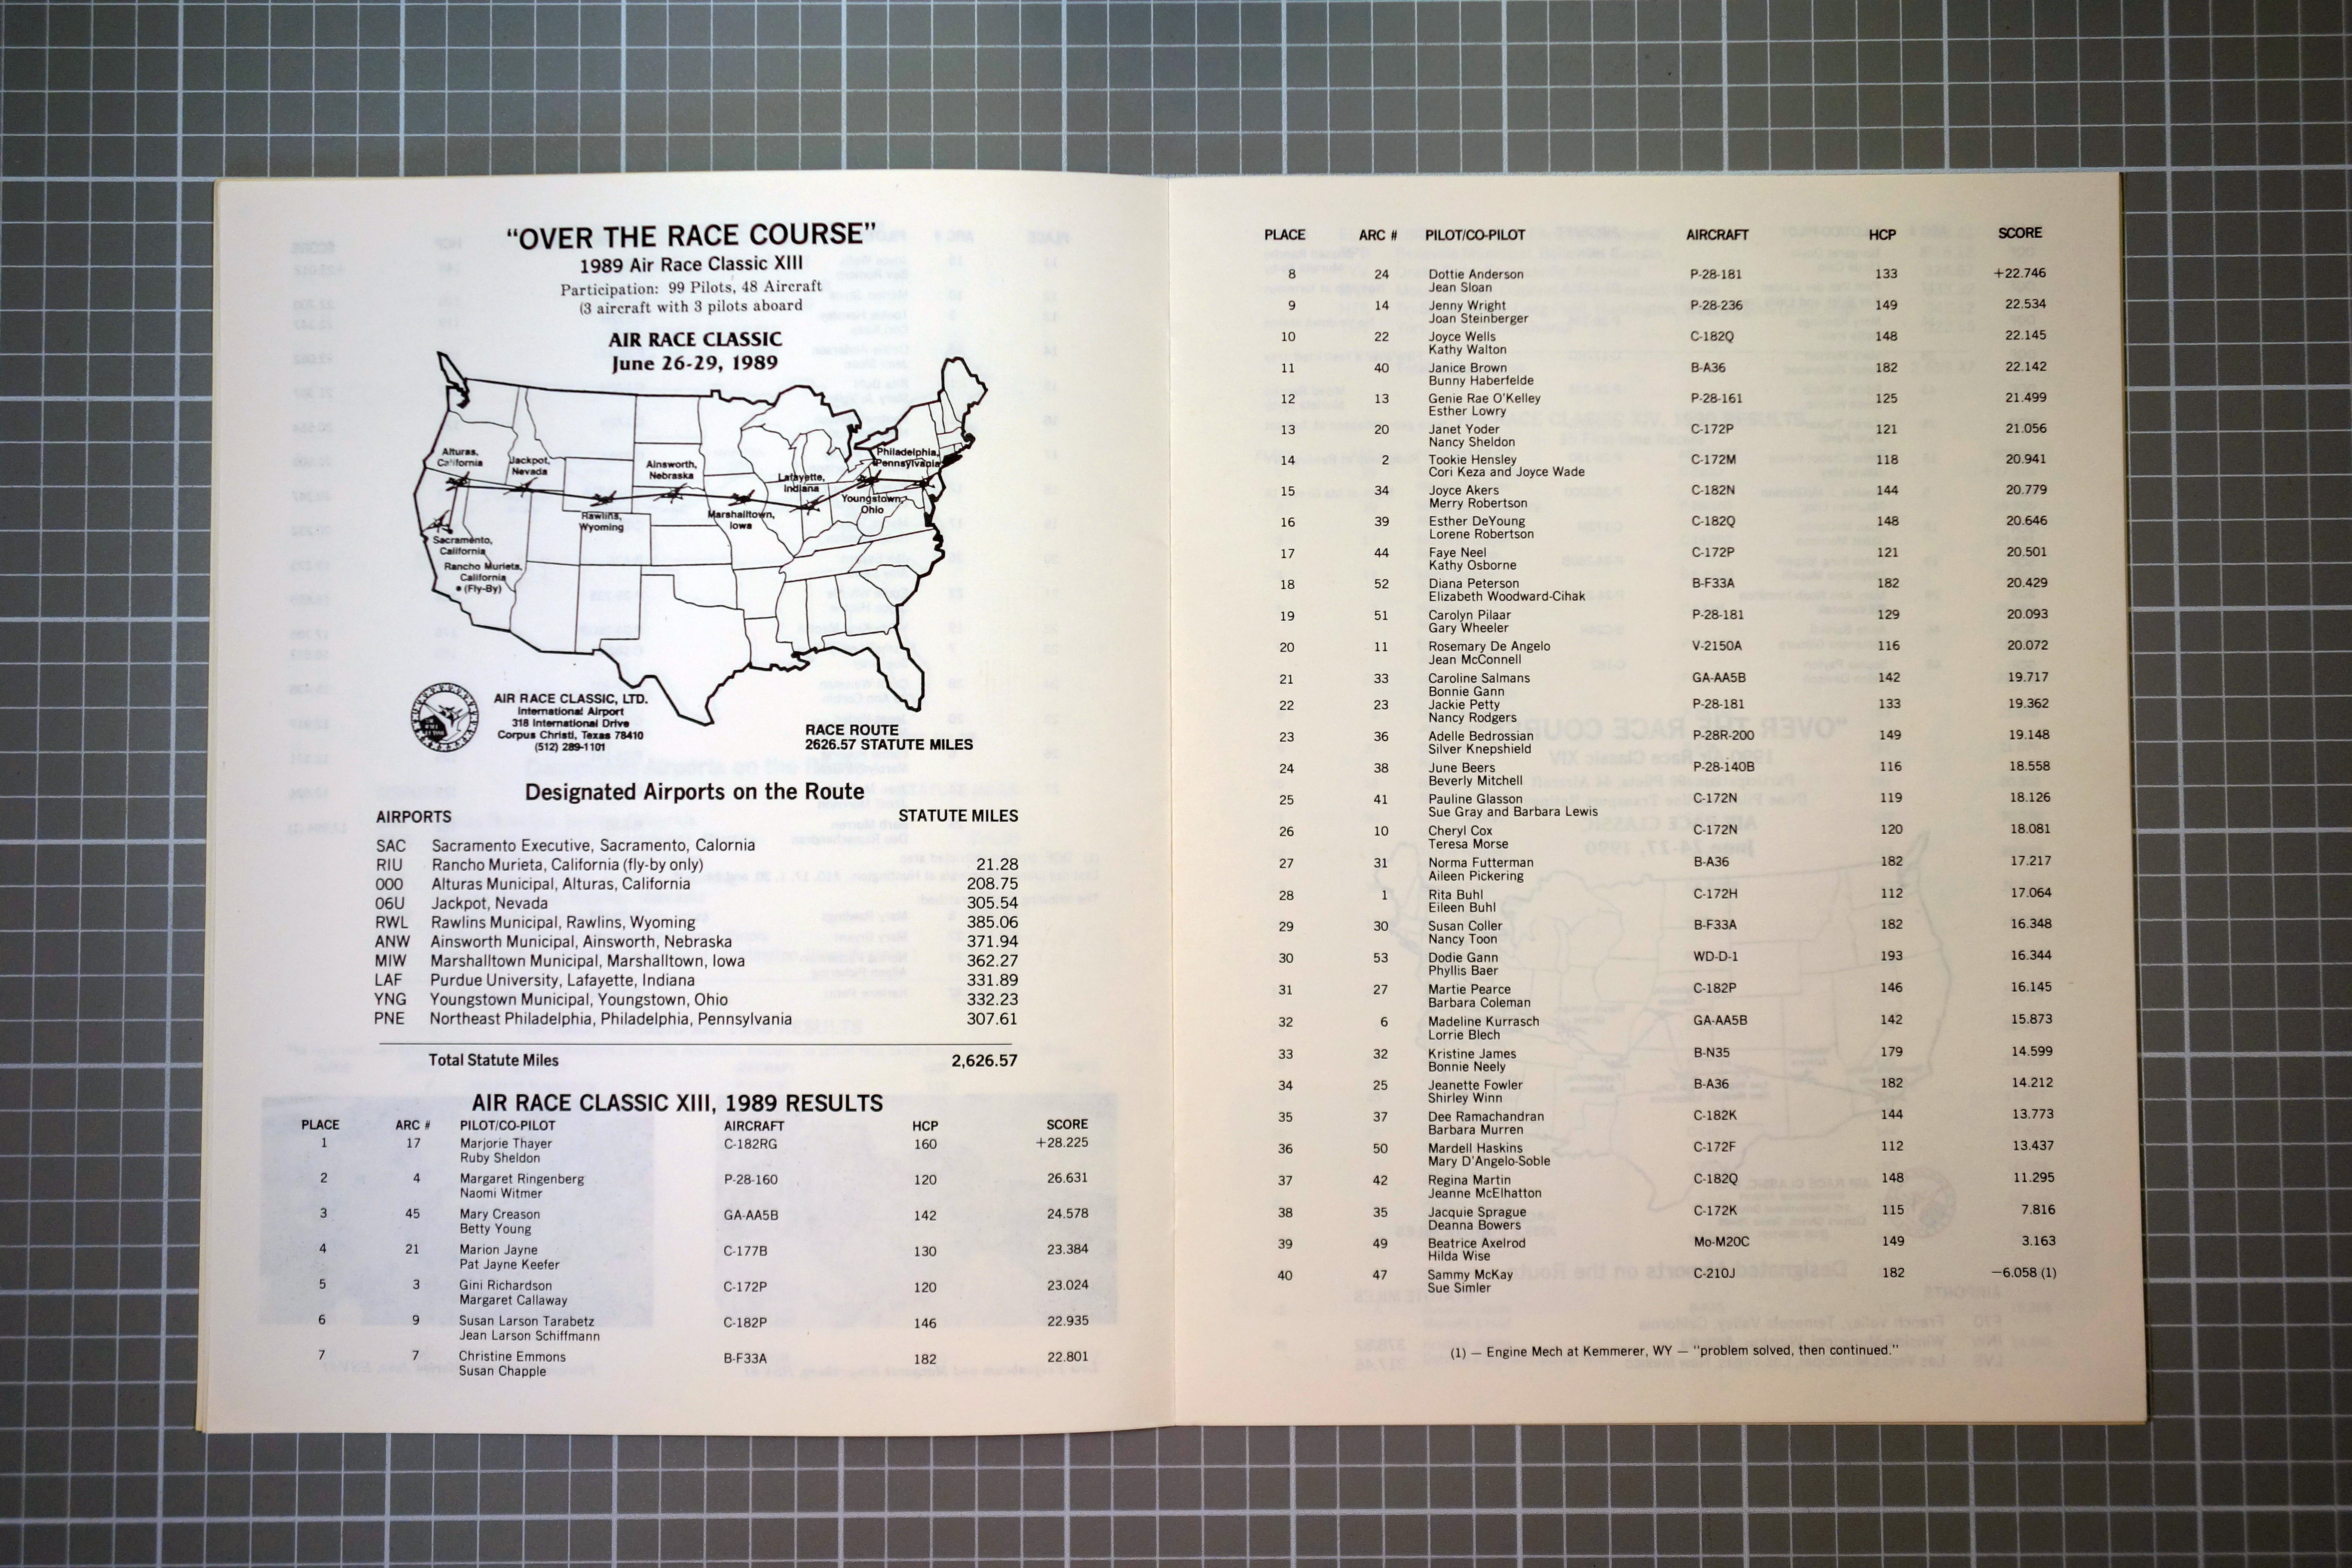 “OVER THE RACE COURSE”
1989 Air Race Classic XIII
Participation: 99 Pilots, 48 Aircraft
(3 aircraft with 3 pilots aboard
AIR RACE CLASSIC
June 26-29, 1989
Alturas,
California
Jackpot,
Nevada
Rawlins,
Wyoming
Ainsworth,
Nebraska
Marshalltown,
Iowa
Lafayette,
Indiana
Youngstown,
Ohio
Philadelphia,
Pennsylvania
Sacramento,
California
Rancho Murieta,
California
• (Fly-By)
AIR RACE CLASSIC, LTD.
International Airport
318 International Drive
Corpus Christi, Texas 78410
(512) 289-1101
RACE ROUTE
2626.57 STATUTE MILES
Designated Airports on the Route
AIRPORTS STATUTE MILES
SAC Sacramento Executive, Sacramento, Calornia
RIU Rancho Murieta, California (fly-by only) 21.28
000 Alturas Municipal, Alturas, California 208.75
06U Jackpot, Nevada 305.54
RWL Rawlins Municipal, Rawlins, Wyoming 385.06
ANW Ainsworth Municipal, Ainsworth, Nebraska 371.94
MIW Marshalltown Municipal, Marshalltown, Iowa 362.27
LAF Purdue University, Lafayette, Indiana 331.89
YNG Youngstown Municipal, Youngstown, Ohio 332.23
PNE Northeast Philadelphia, Philadelphia, Pennsylvania 307.61
Total Statute Miles 2,626.57
AIR RACE CLASSIC XIII, 1989 RESULTS
PLACE ARC # PILOT/CO-PILOT AIRCRAFT HCP SCORE
1 17 Marjorie Thayer C-182RG 160 +28.225
Ruby Sheldon
2 4 Margaret Ringenberg P-28-160 120 26.631
Naomi Witmer
3 45 Mary Creason GA-AA5B 142 24.578
Betty Young
4 21 Marion Jayne C-177B 130 23.384
Pat Jayne Keefer
5 3 Gini Richardson C-172P 120 23.024
Margaret Callaway
6 9 Susan Larson Tarabetz C-182P 146 22.935
Jean Larson Schiffmann
7 7 Christine Emmons B-F33A 182 22.801
Susan Chapple
PLACE ARC # PILOT/CO-PILOT AIRCRAFT HCP SCORE
8 24 Dottie Anderson P-28-181 133 +22.746
Jean Sloan
9 14 Jenny Wright P-28-236 149 22.534
Joan Steinberger
10 22 Joyce Wells C-182Q 148 22.145
Kathy Walton
11 40 Janice Brown B-A36 182 22.142
Bunny Haberfelde
12 13 Genie Rae O'Kelley P-28-161 125 21.499
Esther Lowry
13 20 Janet Yoder C-172P 121 21.056
Nancy Sheldon
14 2 Tookie Hensley C-172M 118 20.941
Cori Keza and Joyce Wade
15 34 Joyce Akers C-182N 144 20.779
Merry Robertson
16 39 Esther DeYoung C-182Q 148 20.646
Lorene Robertson
17 44 Faye Neel C-172P 121 20.501
Kathy Osborne
18 52 Diana Peterson B-F33A 182 20.429
Elizabeth Woodward-Cihak
19 51 Carolyn Pilaar P-28-181 129 20.093
Gary Wheeler
20 11 Rosemary De Angelo V-2150A 116 20.072
Jean McConnell
21 33 Caroline Salmans GA-AA5B 142 19.717
Bonnie Gann
22 23 Jackie Petty P-28-181 133 19.362
Nancy Rodgers
23 36 Adelle Bedrossian P-28R-200 149 19.148
Silver Knepshield
24 38 June Beers P-28-140B 116 18.558
Beverly Mitchell
25 41 Pauline Glasson C-172N 119 18.126
Sue Gray and Barbara Lewis
26 10 Cheryl Cox C-172N 120 18.081
Teresa Morse
27 31 Norma Futterman B-A36 182 17.217
Aileen Pickering
28 1 Rita Buhl C-172H 112 17.064
Eileen Buhl
29 30 Susan Coller B-F33A 182 16.348
Nancy Toon
30 53 Dodie Gann WD-D-1 193 16.344
Phyllis Baer
31 27 Martie Pearce C-182P 146 16.145
Barbara Coleman
32 6 Madeline Kurrasch GA-AA5B 142 15.873
Lorrie Blech
33 32 Kristine James B-N35 179 14.599
Bonnie Neely
34 25 Jeanette Fowler B-A36 182 14.212
Shirley Winn
35 37 Dee Ramachandran C-182K 144 13.773
Barbara Murren
36 50 Mardell Haskins C-172F 112 13.437
Mary D'Angelo-Soble
37 42 Regina Martin C-182Q 148 11.295
Jeanne McElhatton
38 35 Jacquie Sprague C-172K 115 7.816
Deanna Bowers
39 49 Beatrice Axelrod Mo-M20C 149 3.163
Hilda Wise
40 47 Sammy McKay C-210J 182 −6.058 (1)
Sue Simler
(1) — Engine Mech at Kemmerer, WY — "problem solved, then continued."